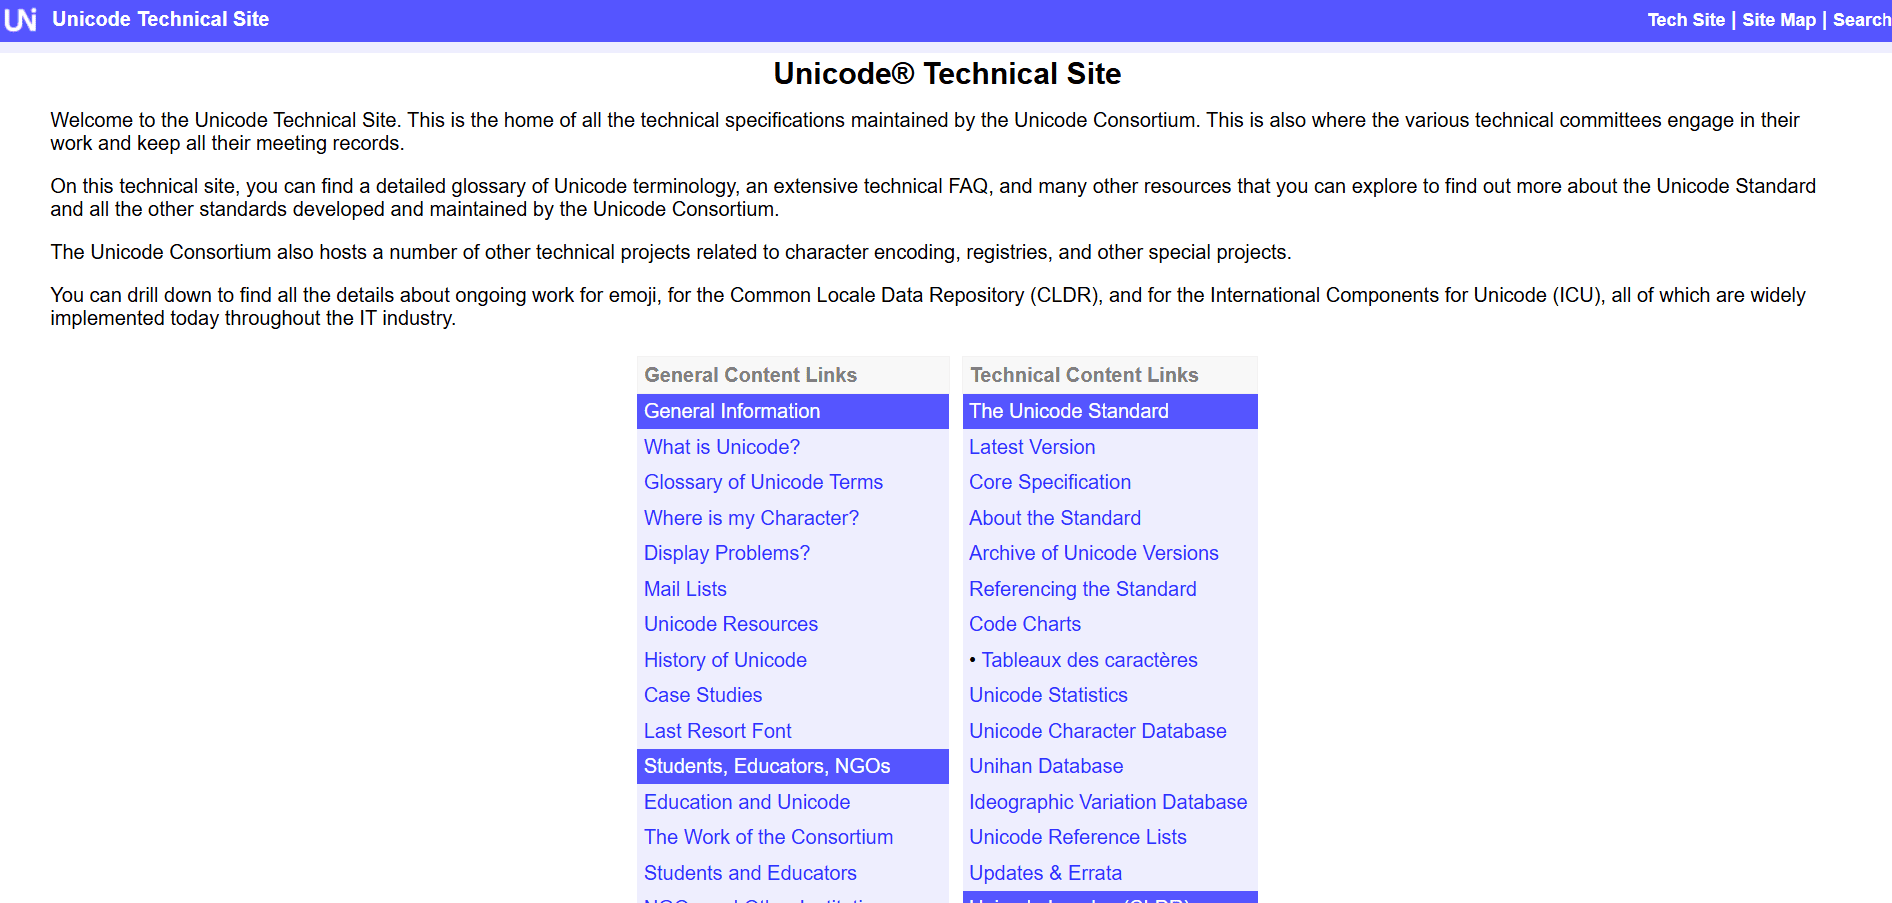 UNi Unicode Technical Site
Tech Site | Site Map | Search
Unicode® Technical Site
Welcome to the Unicode Technical Site. This is the home of all the technical specifications maintained by the Unicode Consortium. This is also where the various technical committees engage in their
work and keep all their meeting records.
On this technical site, you can find a detailed glossary of Unicode terminology, an extensive technical FAQ, and many other resources that you can explore to find out more about the Unicode Standard
and all the other standards developed and maintained by the Unicode Consortium.
The Unicode Consortium also hosts a number of other technical projects related to character encoding, registries, and other special projects.
You can drill down to find all the details about ongoing work for emoji, for the Common Locale Data Repository (CLDR), and for the International Components for Unicode (ICU), all of which are widely
implemented today throughout the IT industry.
General Content Links
General Information
What is Unicode?
Glossary of Unicode Terms
Where is my Character?
Display Problems?
Mail Lists
Unicode Resources
History of Unicode
Case Studies
Last Resort Font
Students, Educators, NGOs
Education and Unicode
The Work of the Consortium
Students and Educators
Technical Content Links
The Unicode Standard
Latest Version
Core Specification
About the Standard
Archive of Unicode Versions
Referencing the Standard
Code Charts
• Tableaux des caractères
Unicode Statistics
Unicode Character Database
Unihan Database
Ideographic Variation Database
Unicode Reference Lists
Updates & Errata